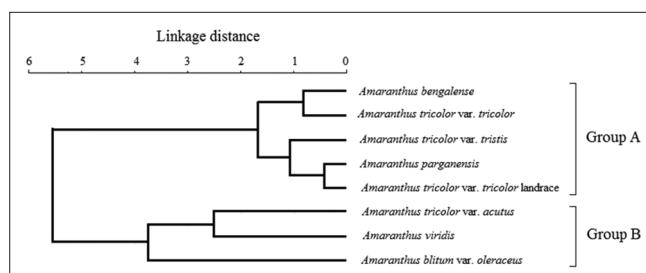 Linkage distance
6 5 4 3 2 1 0
Amaranthus bengalense
Amaranthus tricolor var. tricolor
Amaranthus tricolor var. tristis
Group A
Amaranthus parganensis
Amaranthus tricolor var. tricolor landrace
Amaranthus tricolor var. acutus
Amaranthus viridis
Group B
Amaranthus blitum var. oleraceus